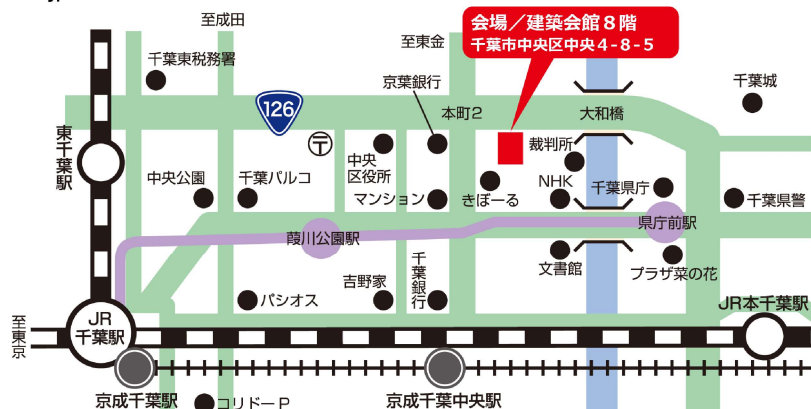 至成田
会場／建築会館８階
千葉市中央区中央４-８-５
至東金
千葉東税務署
京葉銀行
千葉城
126
本町２
大和橋
東千葉駅
〒
中央
区役所
裁判所
中央公園
千葉パルコ
マンション
きぼーる
NHK
千葉県庁
千葉県警
葭川公園駅
県庁前駅
文書館
プラザ菜の花
千葉銀行
パシオス
吉野家
JR本千葉駅
至東京
JR
千葉駅
京成千葉駅
京成千葉中央駅
コリドーＰ